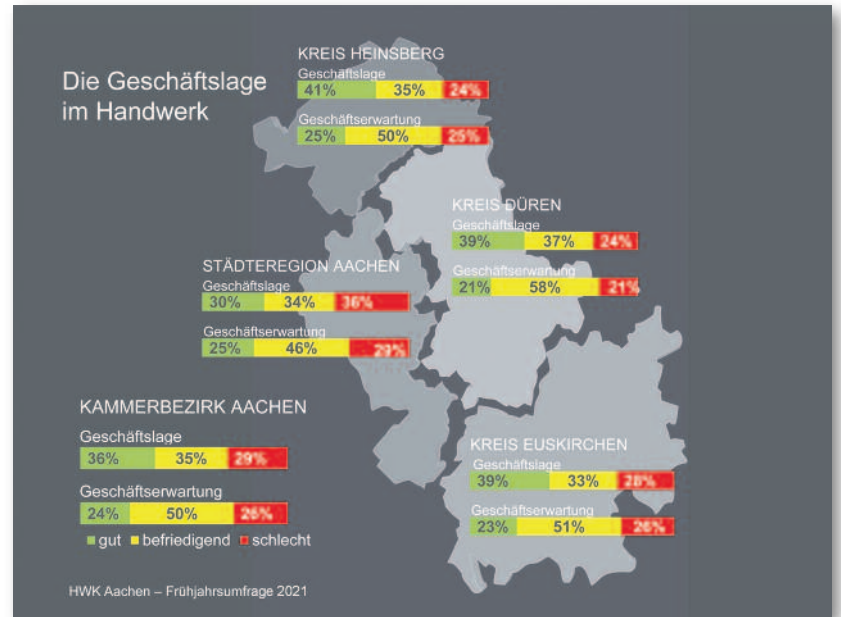 Die Geschäftslage
im Handwerk
KREIS HEINSBERG
Geschäftslage
41% 35% 24%
Geschäftserwartung
25% 50% 25%
KREIS DÜREN
Geschäftslage
39% 37% 24%
Geschäftserwartung
21% 58% 21%
STÄDTEREGION AACHEN
Geschäftslage
30% 34% 36%
Geschäftserwartung
25% 46% 29%
KAMMERBEZIRK AACHEN
Geschäftslage
36% 35% 29%
Geschäftserwartung
24% 50% 26%
gut befriedigend schlecht
KREIS EUSKIRCHEN
Geschäftslage
39% 33% 28%
Geschäftserwartung
23% 51% 26%
HWK Aachen – Frühjahrsumfrage 2021